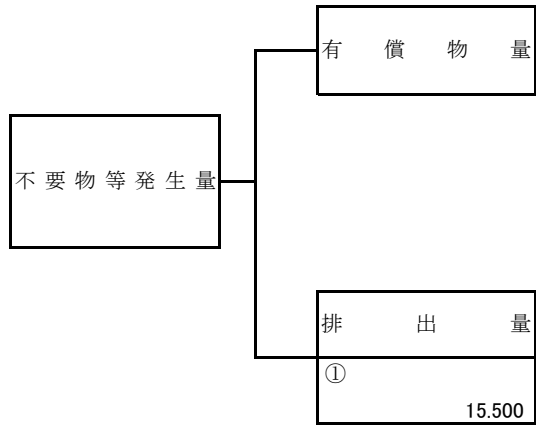 有償物量
不要物等発生量
排出量
①
15.500